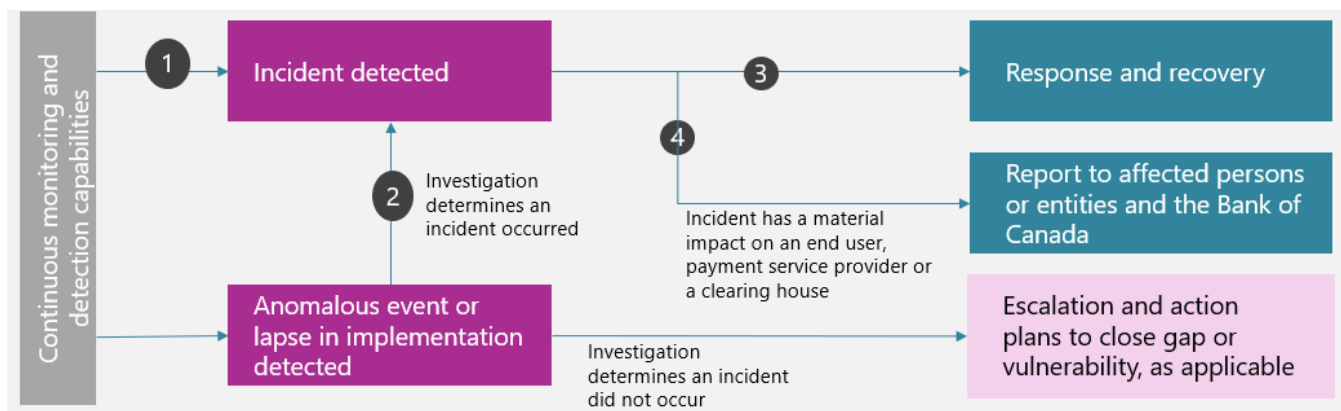 Continuous monitoring and
detection capabilities
1
Incident detected
3
Response and recovery
4
2
Investigation
determines an
incident occurred
Report to affected persons
or entities and the Bank of
Canada
Incident has a material
impact on an end user,
payment service provider or
a clearing house
Anomalous event or
lapse in implementation
detected
Investigation
determines an incident
did not occur
Escalation and action
plans to close gap or
vulnerability, as applicable